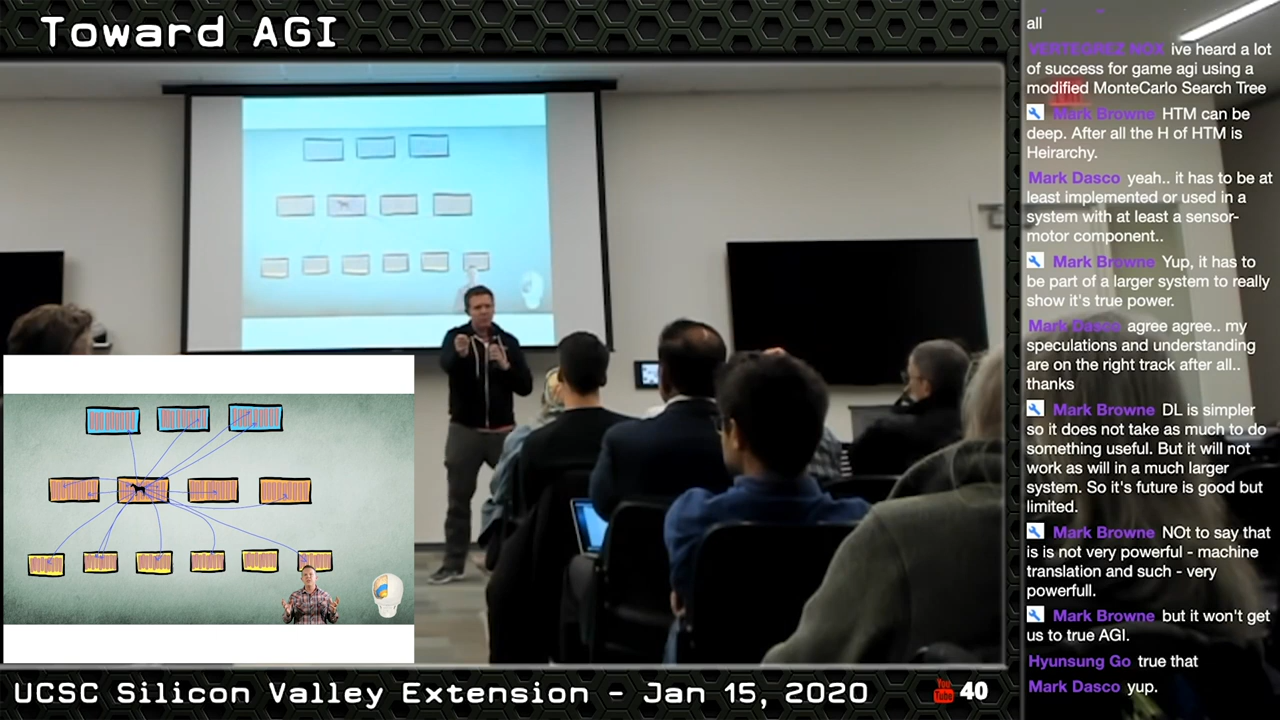 Toward AGI
all
VERTEGREZ NOX ive heard a lot
of success for game agi using a
modified MonteCarlo Search Tree
Mark Browne HTM can be
deep. After all the H of HTM is
Heirarchy.
Mark Dasco yeah.. it has to be at
least implemented or used in a
system with at least a sensor-
motor component..
Mark Browne Yup, it has to
be part of a larger system to really
show it's true power.
Mark Dasco agree agree.. my
speculations and understanding
are on the right track after all..
thanks
Mark Browne DL is simpler
so it does not take as much to do
something useful. But it will not
work as will in a much larger
system. So it's future is good but
limited.
Mark Browne NOt to say that
is is not very powerful - machine
translation and such - very
powerfull.
Mark Browne but it won't get
us to true AGI.
Hyunsung Go true that
Mark Dasco yup.
UCSC Silicon Valley Extension - Jan 15, 2020
You Tube 40